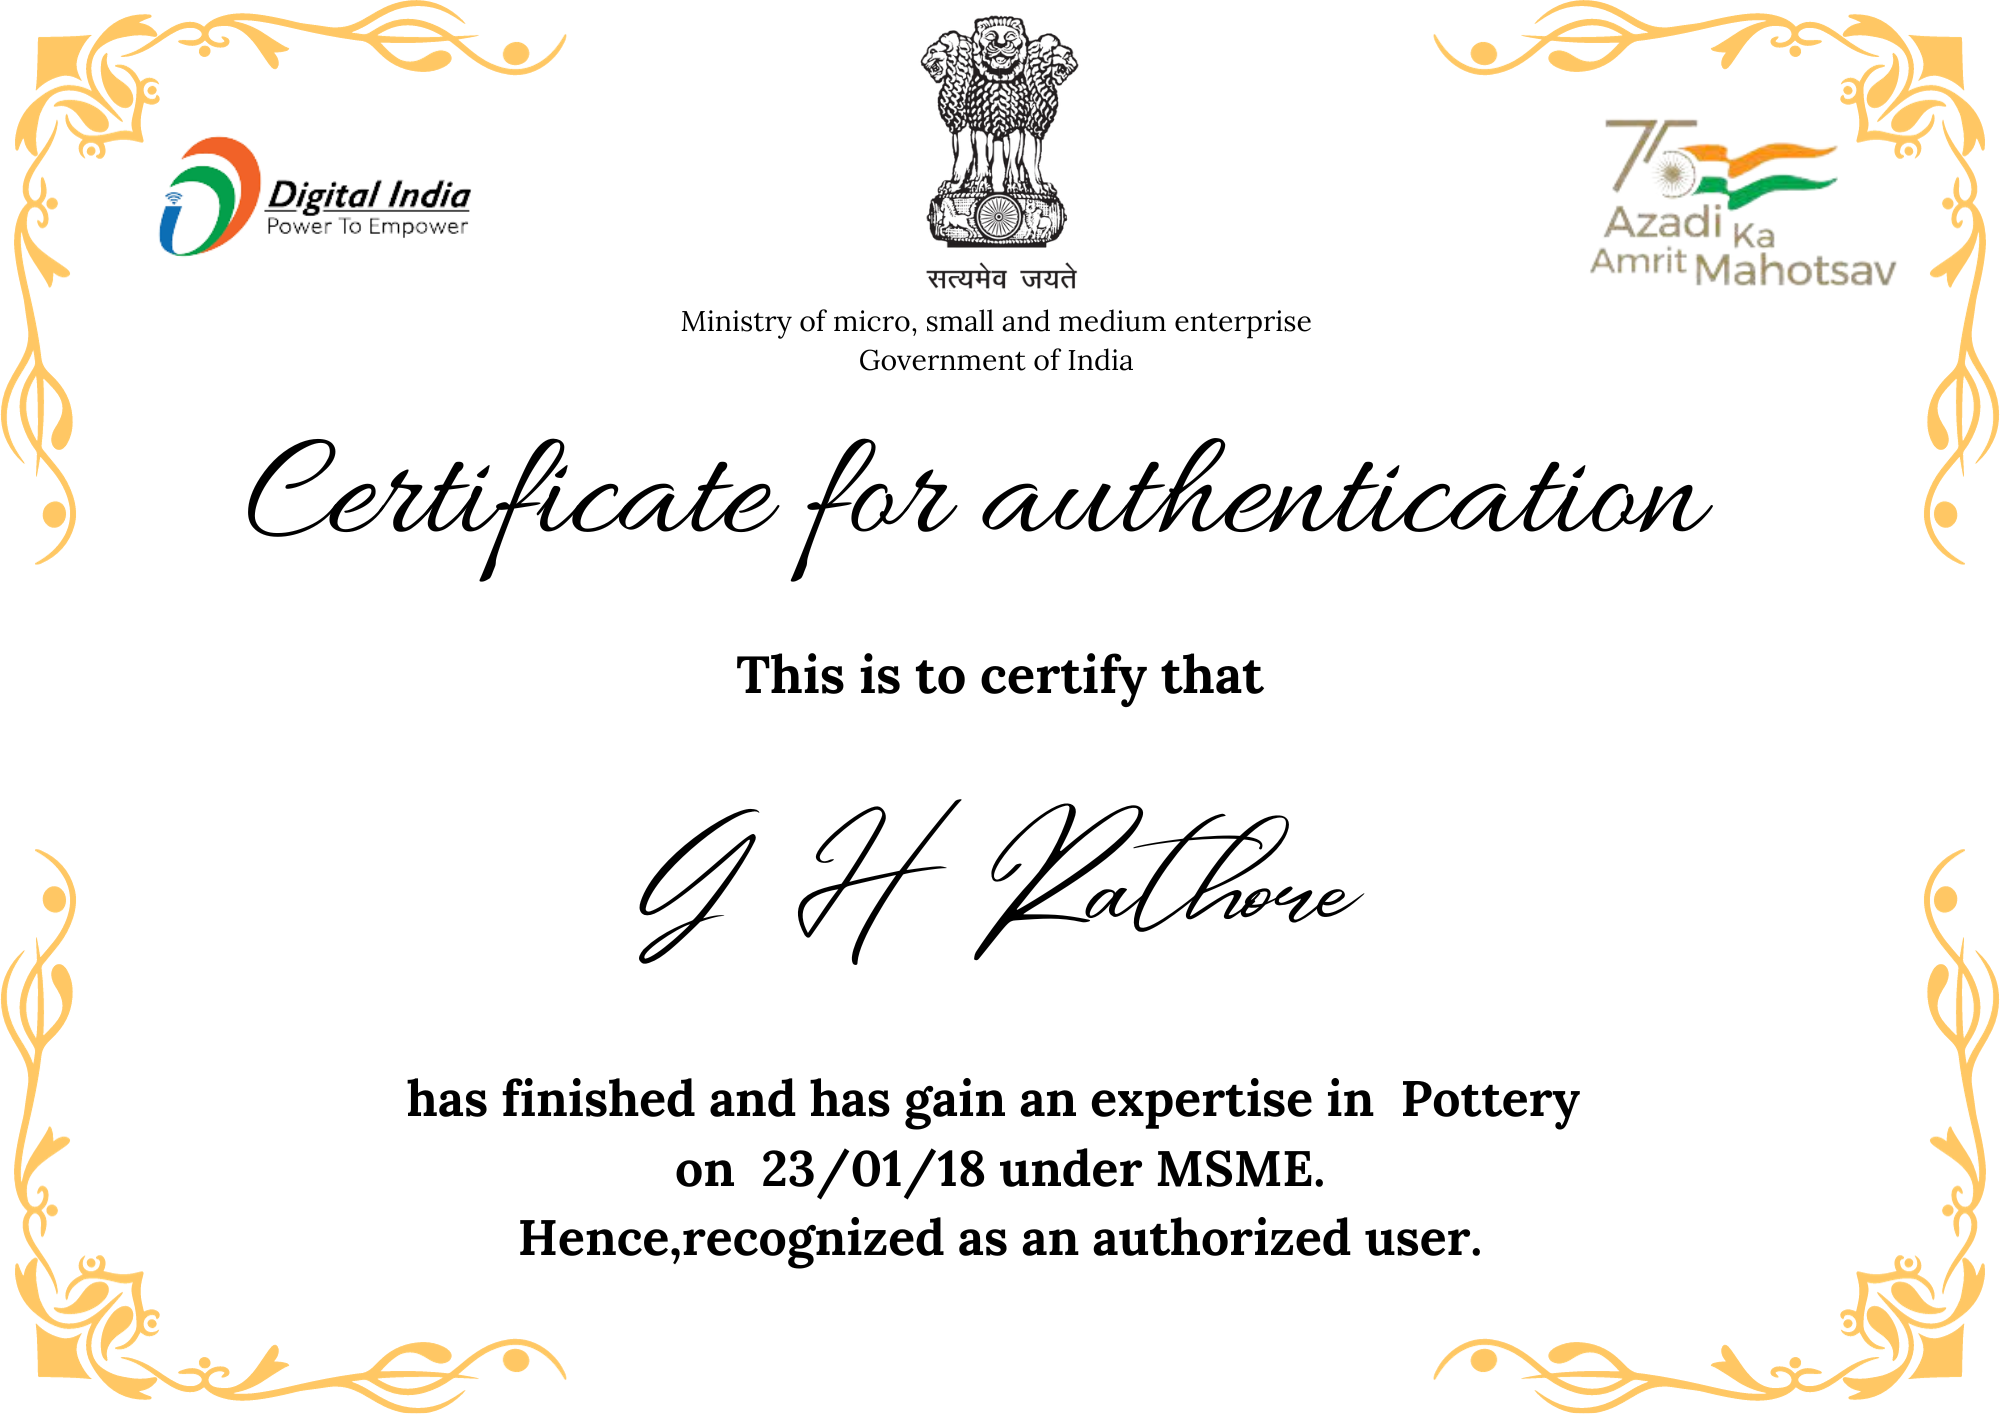 Digital India
Power To Empower
सत्यमेव जयते
75
Azadi Ka
Amrit Mahotsav
Ministry of micro, small and medium enterprise
Government of India
Certificate for authentication
This is to certify that
G H Rathore
has finished and has gain an expertise in Pottery
on 23/01/18 under MSME.
Hence,recognized as an authorized user.